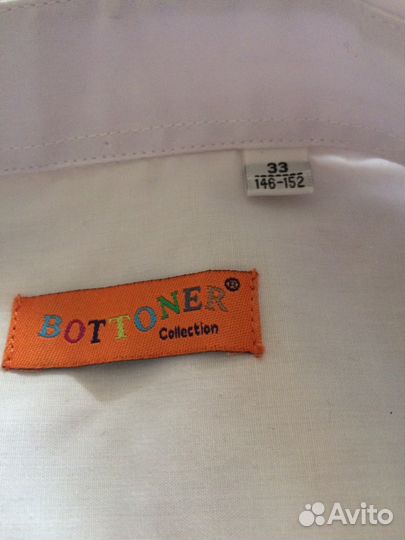 33
146-152
BOTTONER®
Collection
Avito